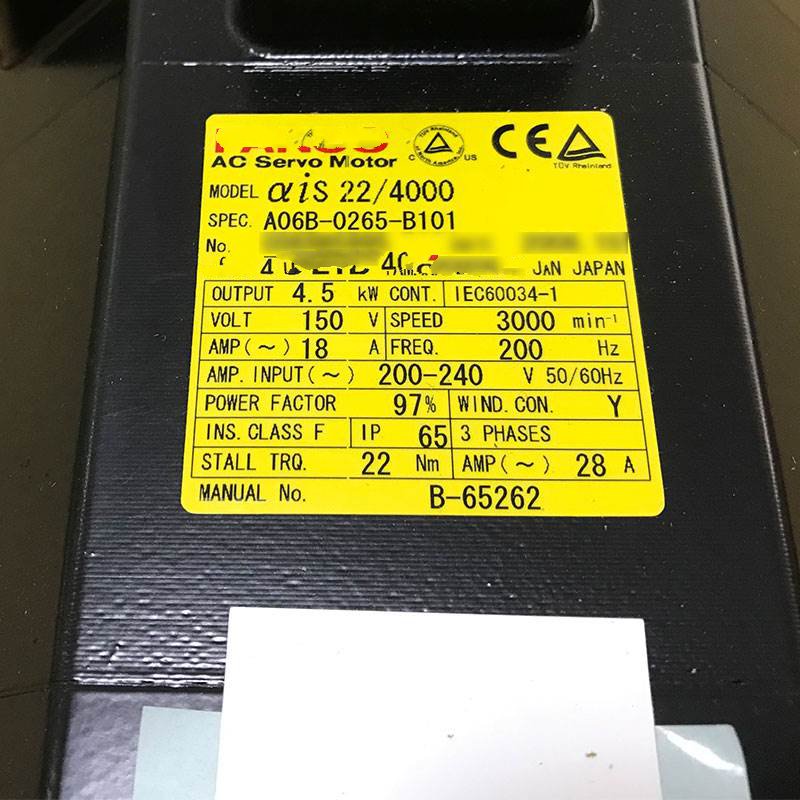 AC Servo Motor
C US
TÜV Rheinland
MODEL αiS 22/4000
SPEC. A06B-0265-B101
No.
JAPAN
OUTPUT 4.5 kW CONT. IEC60034-1
VOLT 150 V SPEED 3000 min⁻¹
AMP(~) 18 A FREQ. 200 Hz
AMP. INPUT(~) 200-240 V 50/60Hz
POWER FACTOR 97% WIND. CON. Y
INS. CLASS F IP 65 3 PHASES
STALL TRQ. 22 Nm AMP(~) 28 A
MANUAL No. B-65262